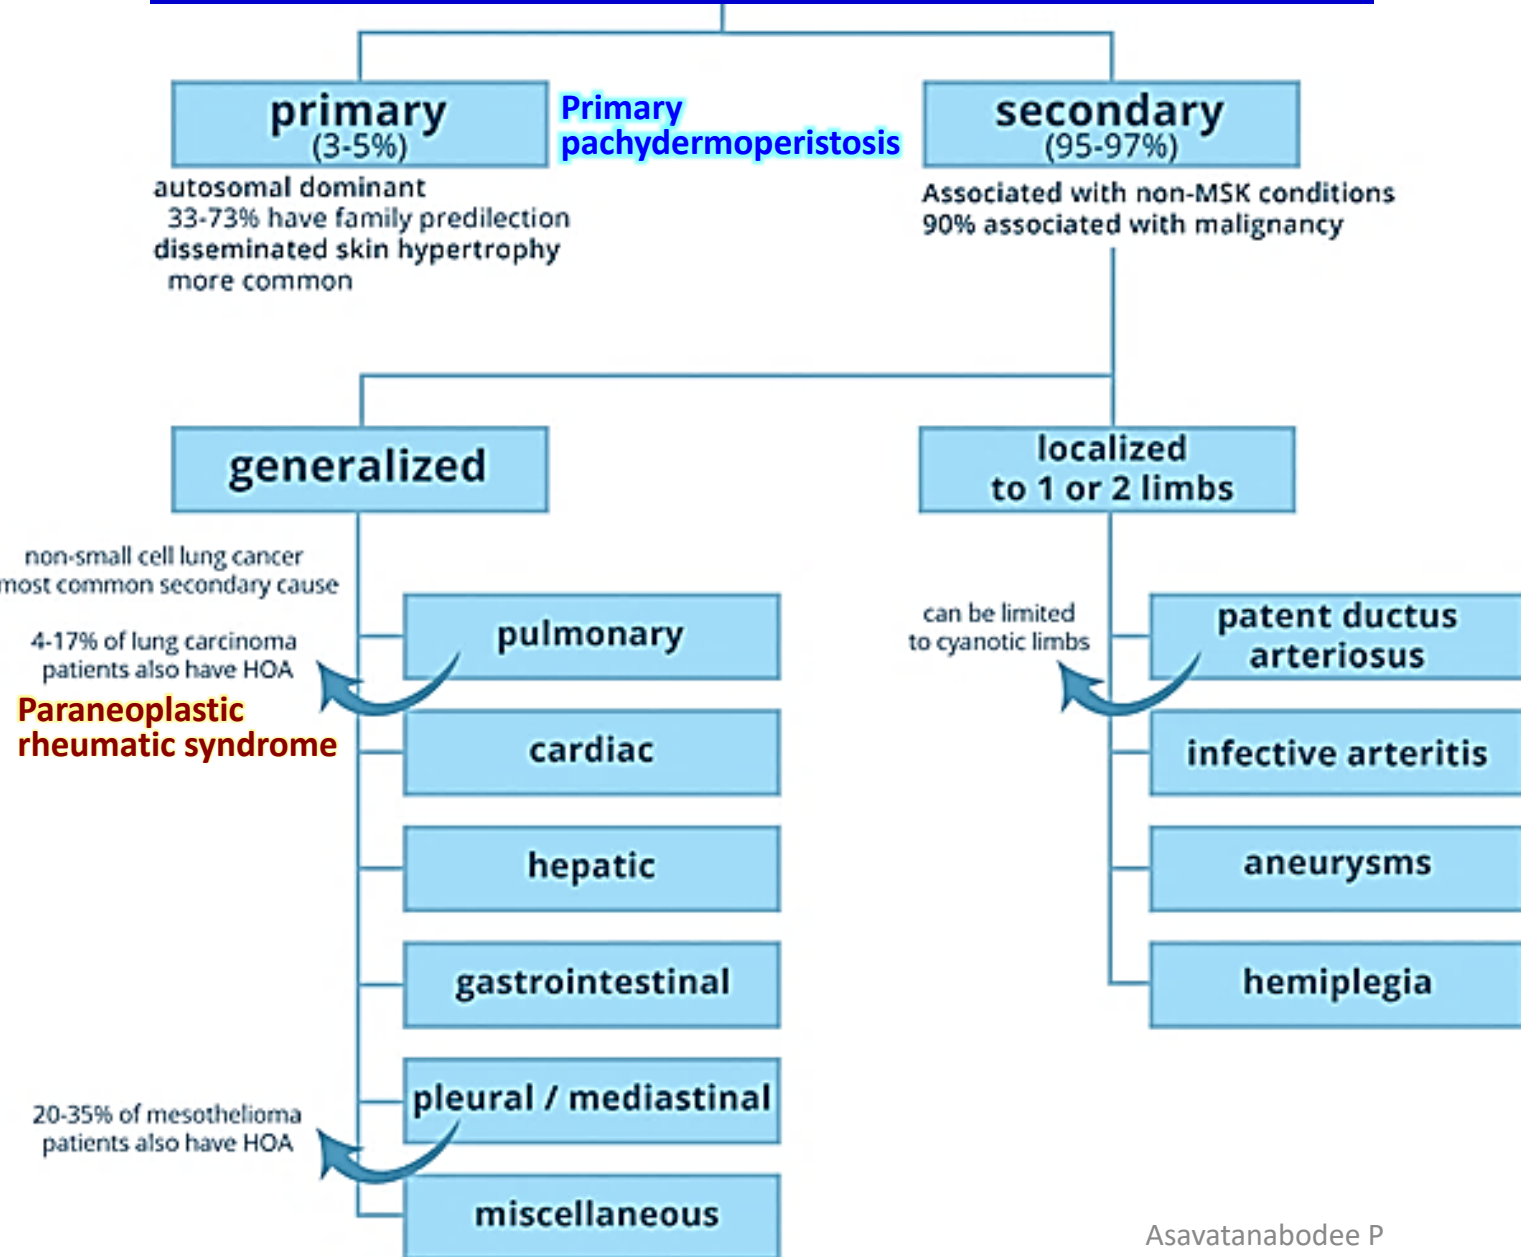 primary
(3-5%)
Primary
pachydermoperistosis
secondary
(95-97%)
autosomal dominant
33-73% have family predilection
disseminated skin hypertrophy
more common
Associated with non-MSK conditions
90% associated with malignancy
generalized
localized
to 1 or 2 limbs
non-small cell lung cancer
most common secondary cause
4-17% of lung carcinoma
patients also have HOA
Paraneoplastic
rheumatic syndrome
pulmonary
cardiac
hepatic
gastrointestinal
20-35% of mesothelioma
patients also have HOA
pleural / mediastinal
miscellaneous
can be limited
to cyanotic limbs
patent ductus
arteriosus
infective arteritis
aneurysms
hemiplegia
Asavatanabodee P